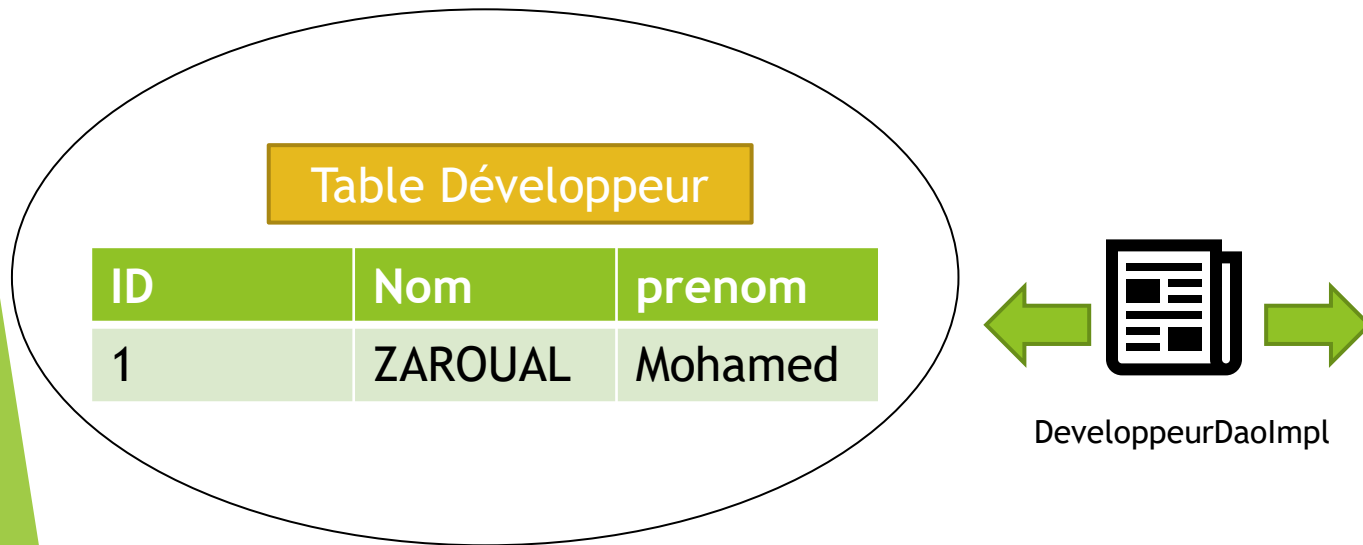 Table Développeur
ID Nom prenom
1 ZAROUAL Mohamed
DeveloppeurDaoImpl